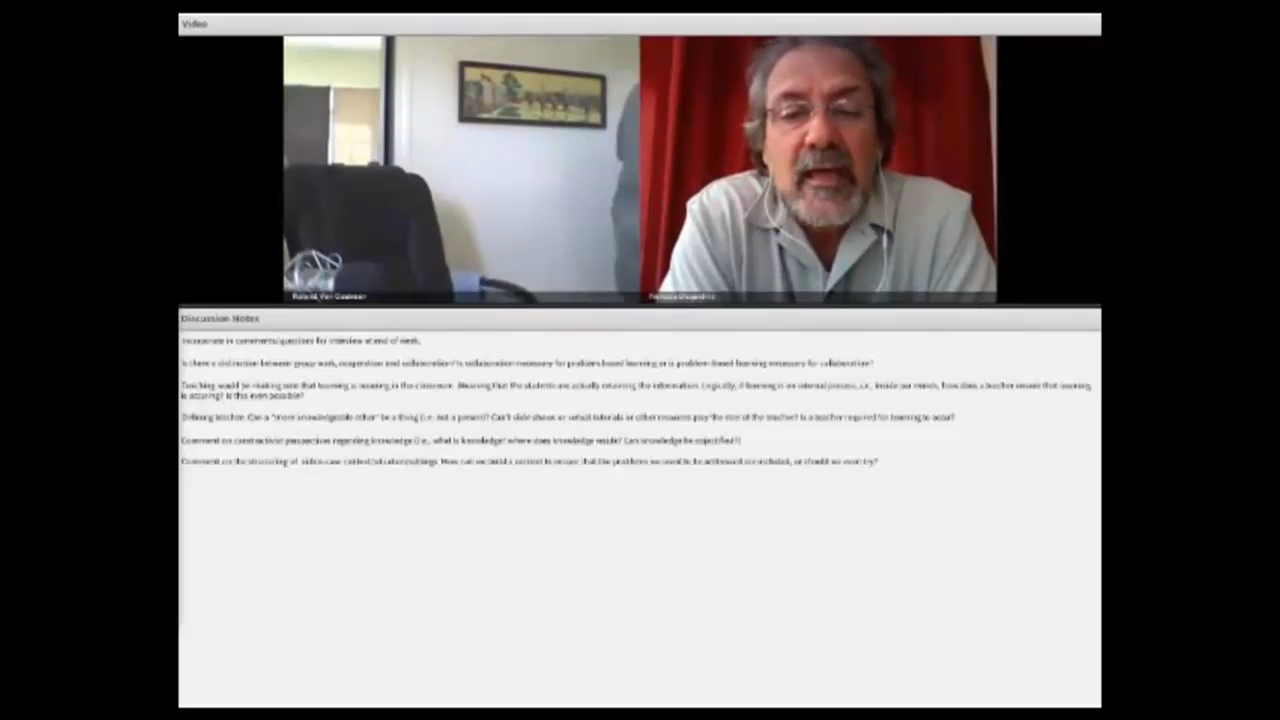 Video
Roland Van
Discussion Notes
Incorporate in comments/questions for interview at end of week.
Is there a distinction between group work, cooperation and collaboration? Is collaboration necessary for problem based learning or is problem based learning necessary for collaboration?
Teaching would be making sure that learning is occuring in the classroom. Meaning that the students are actually retaining the information. Logically, if learning is an internal process, i.e., inside our minds, how does a teacher ensure that learning
is occuring? Is this even possible?
Defining teacher. Can a "more knowledgeable other" be a thing (i.e. not a person)? Can't slide shows or virtual tutorials or other resources play the role of the teacher? Is a teacher required for learning to occur?
Comment on constructivist perspectives regarding knowledge (i.e., what is knowledge? where does knowledge reside? Can knowledge be objectified?)
Comment on the structuring of video case How can we build a context to ensure that the problems we want to be addressed are included, or should we even try?